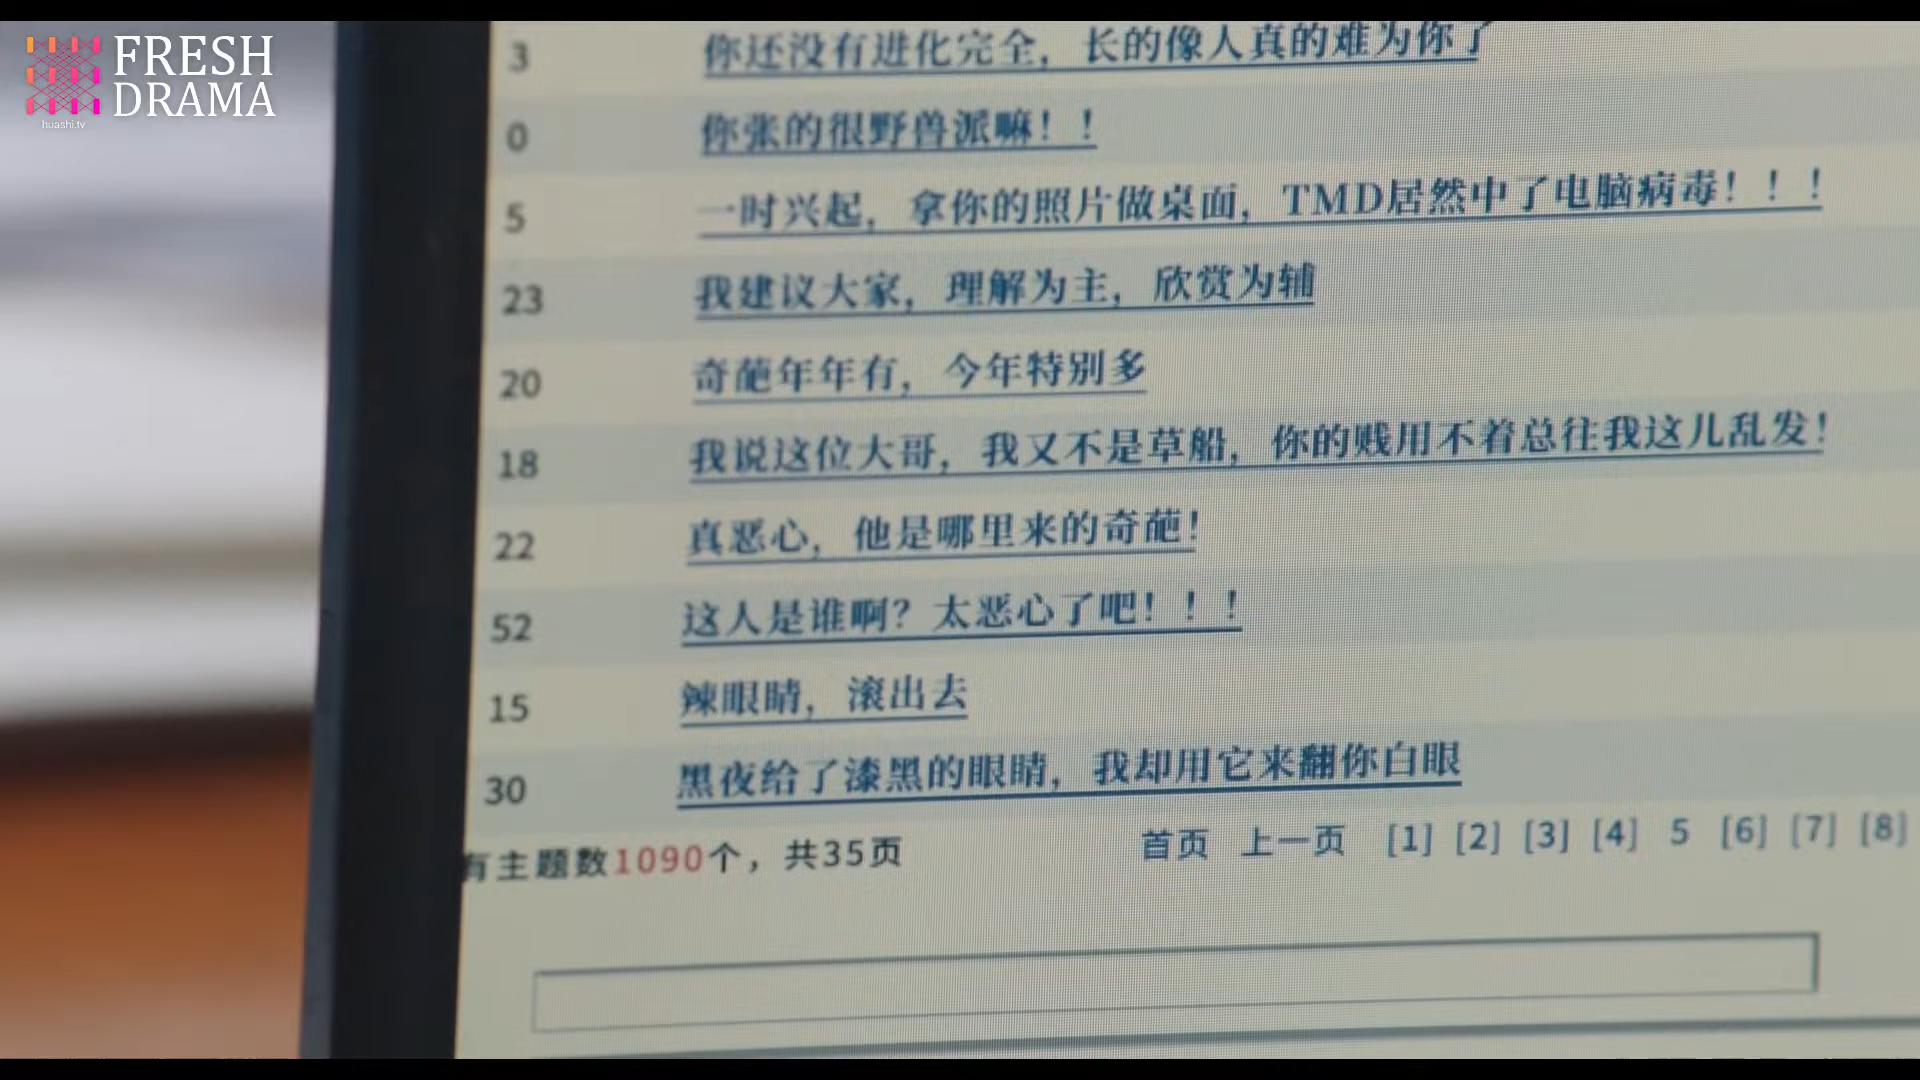 FRESH
DRAMA
huashi.tv
3 你还没有进化完全，长的像人真的难为你了
0 你张的很野兽派嘛！！
5 一时兴起，拿你的照片做桌面，TMD居然中了电脑病毒！！！
23 我建议大家，理解为主，欣赏为辅
20 奇葩年年有，今年特别多
18 我说这位大哥，我又不是草船，你的贱用不着总往我这儿乱发！
22 真恶心，他是哪里来的奇葩！
52 这人是谁啊？太恶心了吧！！！
15 辣眼睛，滚出去
30 黑夜给了漆黑的眼睛，我却用它来翻你白眼
有主题数1090个，共35页 首页 上一页 [1] [2] [3] [4] 5 [6] [7] [8]